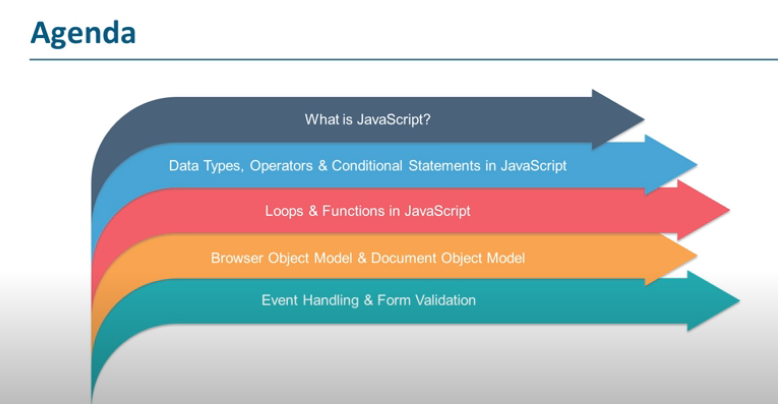 Agenda
What is JavaScript?
Data Types, Operators & Conditional Statements in JavaScript
Loops & Functions in JavaScript
Browser Object Model & Document Object Model
Event Handling & Form Validation